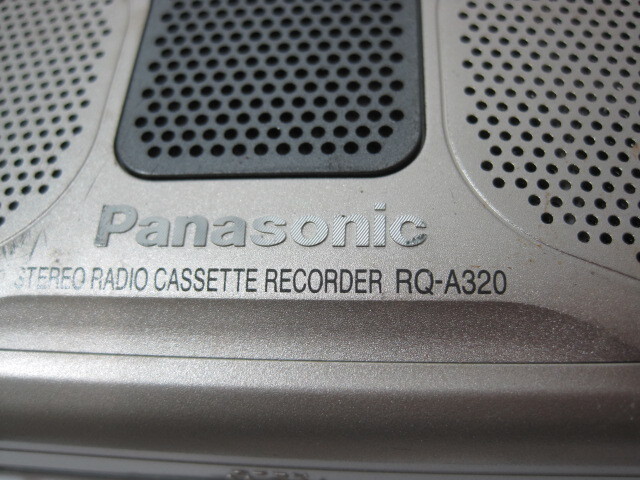 Panasonic
STEREO RADIO CASSETTE RECORDER RQ-A320